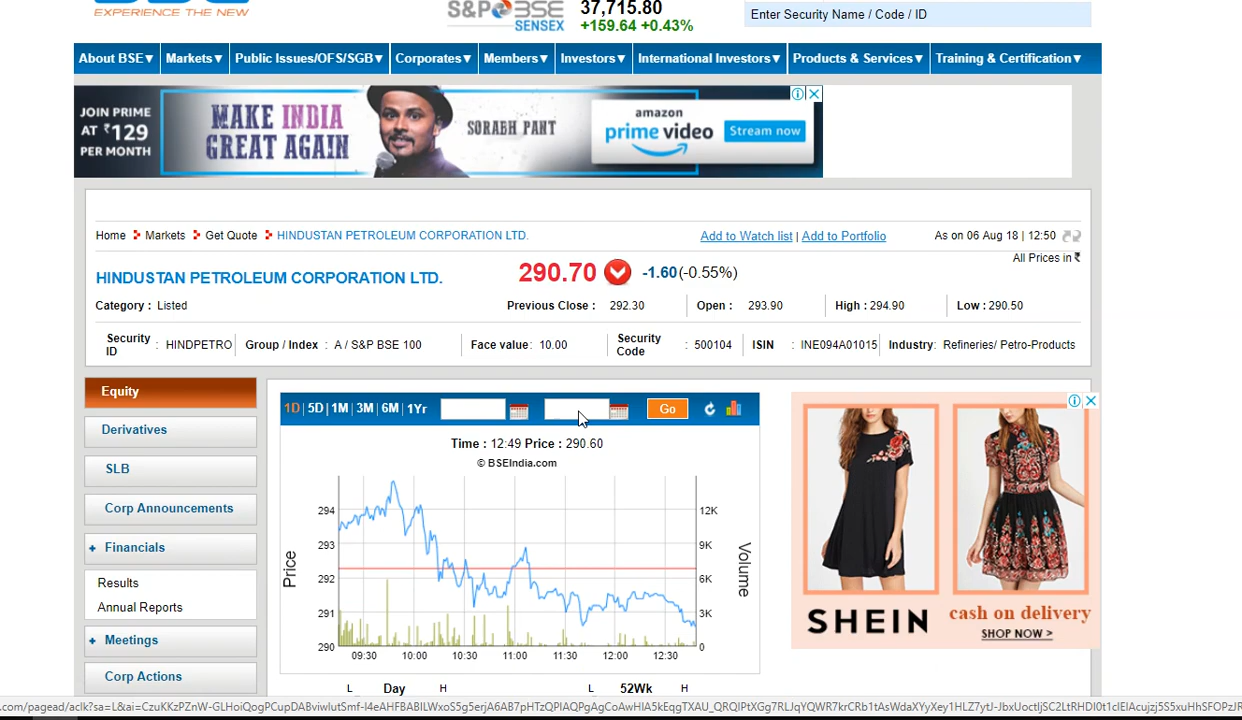 EXPERIENCE THE NEW
S&P BSE SENSEX
37,715.80
+159.64 +0.43%
Enter Security Name / Code / ID
About BSE▾ Markets▾ Public Issues/OFS/SGB▾ Corporates▾ Members▾ Investors▾ International Investors▾ Products & Services▾ Training & Certification▾
JOIN PRIME
AT ₹129
PER MONTH
MAKE INDIA
GREAT AGAIN
SORABH PANT
amazon
prime video
Stream now
Home Markets Get Quote HINDUSTAN PETROLEUM CORPORATION LTD.
Add to Watch list | Add to Portfolio
As on 06 Aug 18 | 12:50
All Prices in ₹
HINDUSTAN PETROLEUM CORPORATION LTD.
290.70 -1.60(-0.55%)
Category : Listed
Previous Close : 292.30
Open : 293.90
High : 294.90
Low : 290.50
Security ID : HINDPETRO
Group / Index : A / S&P BSE 100
Face value: 10.00
Security Code : 500104
ISIN : INE094A01015
Industry: Refineries/ Petro-Products
Equity
Derivatives
SLB
Corp Announcements
+ Financials
Results
Annual Reports
+ Meetings
Corp Actions
1D|5D|1M|3M|6M|1Yr
Go
Time : 12:49 Price : 290.60
© BSEIndia.com
Price
294
293
292
291
290
12K
9K
6K
3K
0
Volume
09:30 10:00 10:30 11:00 11:30 12:00 12:30
L Day H
L 52Wk H
SHEIN
cash on delivery
SHOP NOW >